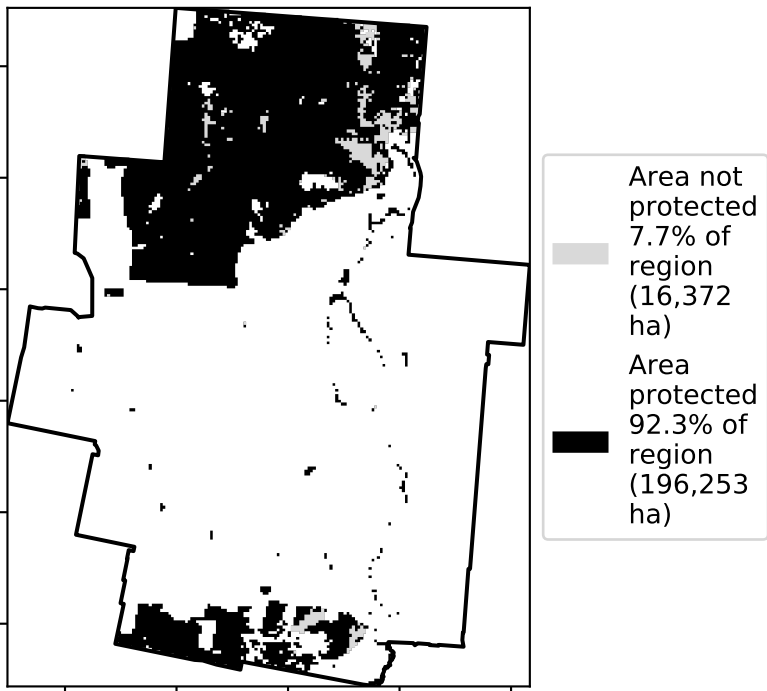 Area not
protected
7.7% of
region
(16,372
ha)
Area
protected
92.3% of
region
(196,253
ha)